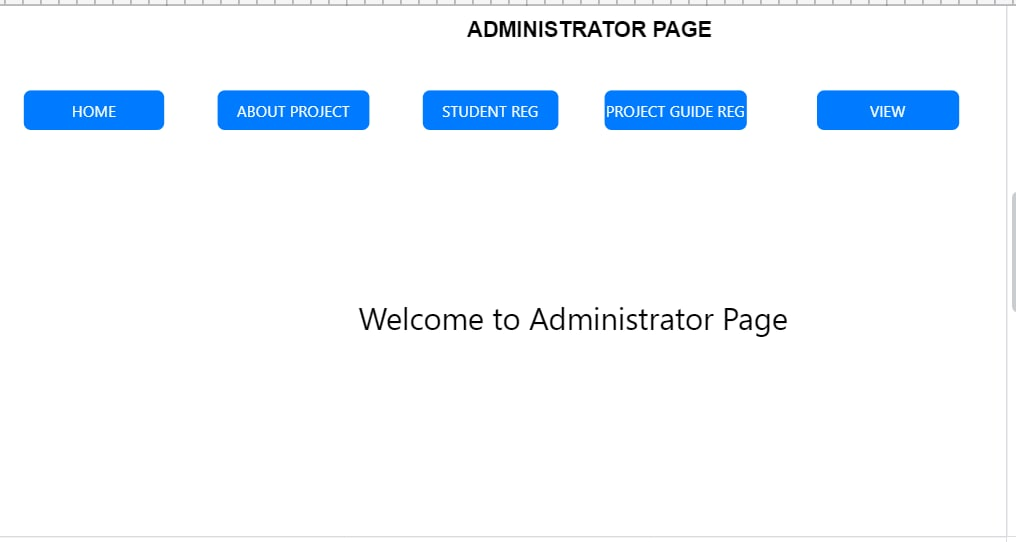 ADMINISTRATOR PAGE
HOME ABOUT PROJECT STUDENT REG PROJECT GUIDE REG VIEW
Welcome to Administrator Page